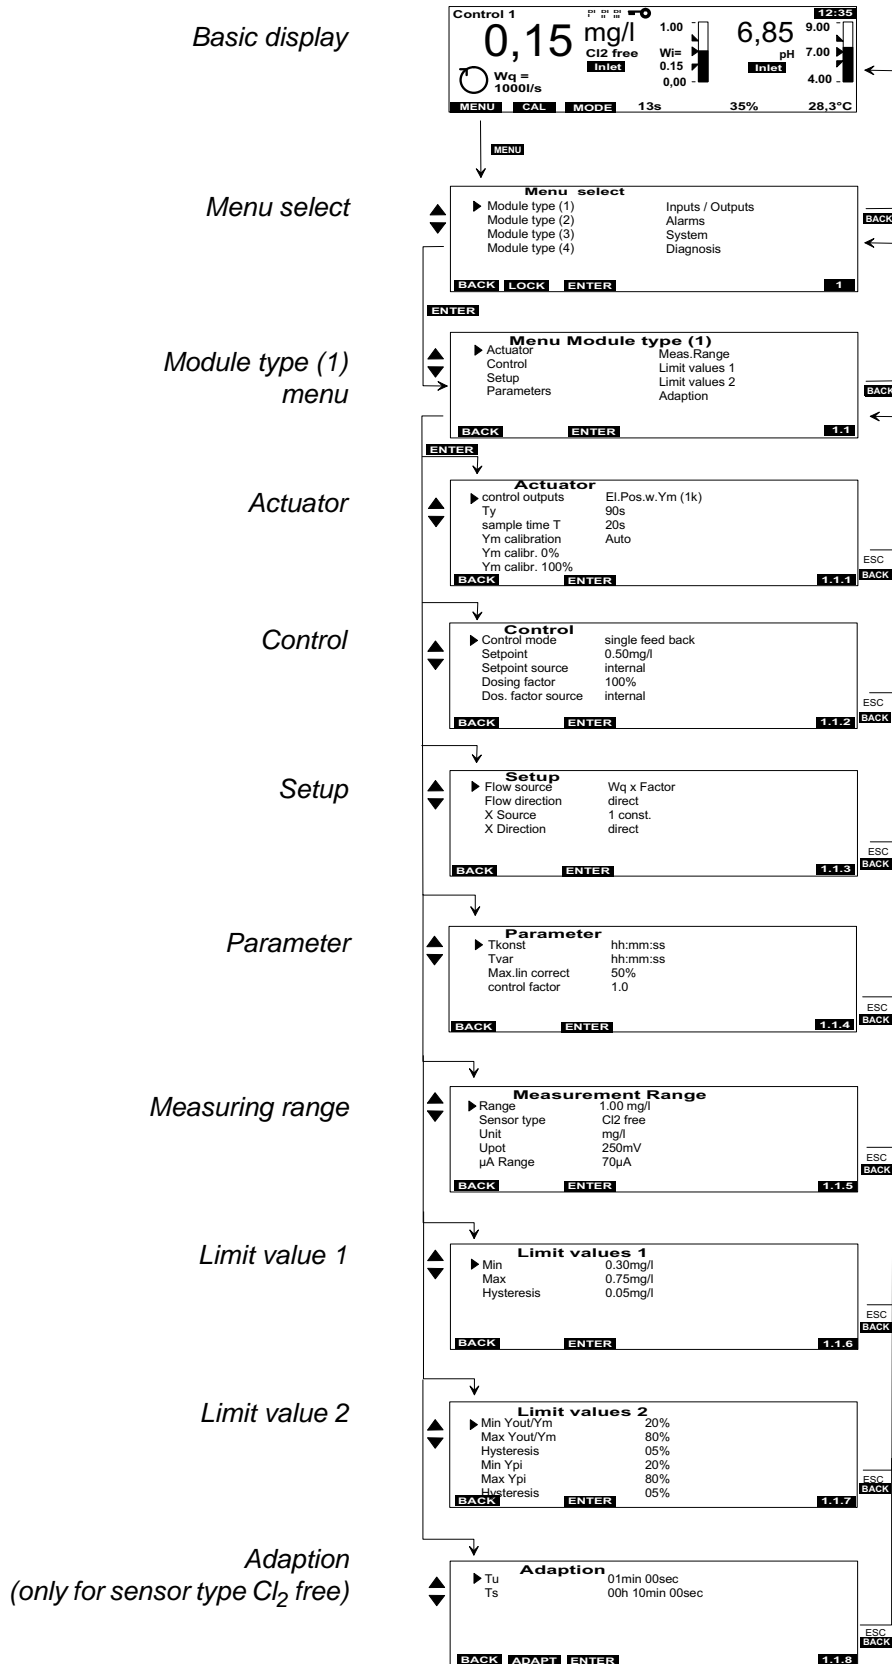 Basic display
Control 1 12:35
0,15 mg/l 1.00 6,85 9.00
Cl2 free Wi= pH 7.00
Inlet 0.15 Inlet
Wq = 0,00 4.00
1000l/s
MENU CAL MODE 13s 35% 28,3°C
MENU
Menu select
Menu select
Module type (1) Inputs / Outputs
Module type (2) Alarms
Module type (3) System
Module type (4) Diagnosis
BACK
BACK LOCK ENTER 1
ENTER
Module type (1)
menu
Menu Module type (1)
Actuator Meas.Range
Control Limit values 1
Setup Limit values 2
Parameters Adaption
BACK
BACK ENTER 1.1
ENTER
Actuator
Actuator
control outputs El.Pos.w.Ym (1k)
Ty 90s
sample time T 20s
Ym calibration Auto
Ym calibr. 0%
Ym calibr. 100%
ESC
BACK ENTER 1.1.1 BACK
Control
Control
Control mode single feed back
Setpoint 0.50mg/l
Setpoint source internal
Dosing factor 100%
Dos. factor source internal
ESC
BACK ENTER 1.1.2 BACK
Setup
Setup
Flow source Wq x Factor
Flow direction direct
X Source 1 const.
X Direction direct
ESC
BACK ENTER 1.1.3 BACK
Parameter
Parameter
Tkonst hh:mm:ss
Tvar hh:mm:ss
Max.lin correct 50%
control factor 1.0
ESC
BACK ENTER 1.1.4 BACK
Measuring range
Measurement Range
Range 1.00 mg/l
Sensor type Cl2 free
Unit mg/l
Upot 250mV
µA Range 70µA
ESC
BACK
BACK ENTER 1.1.5
Limit value 1
Limit values 1
Min 0.30mg/l
Max 0.75mg/l
Hysteresis 0.05mg/l
ESC
BACK
BACK ENTER 1.1.6
Limit value 2
Limit values 2
Min Yout/Ym 20%
Max Yout/Ym 80%
Hysteresis 05%
Min Ypi 20%
Max Ypi 80%
Hysteresis 05%
ESC
BACK
BACK ENTER 1.1.7
Adaption
(only for sensor type Cl2 free)
Adaption
Tu 01min 00sec
Ts 00h 10min 00sec
ESC
BACK
BACK ADAPT ENTER 1.1.8